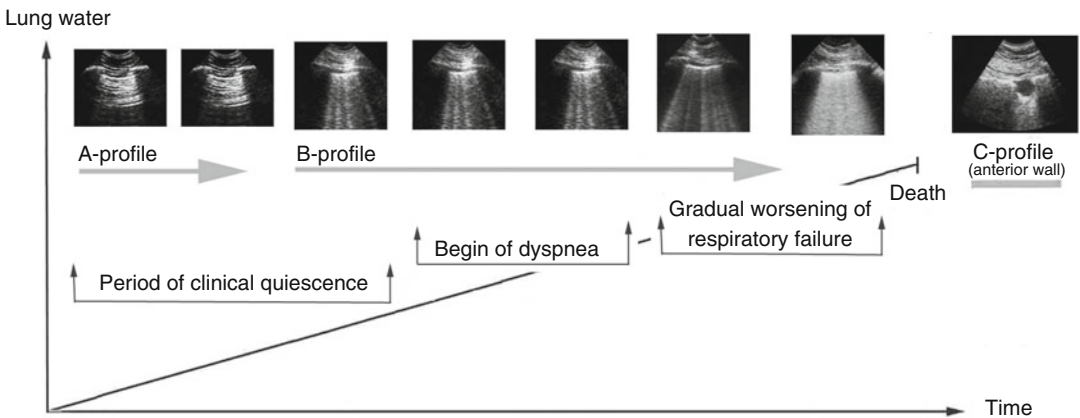 Lung water
A-profile
B-profile
C-profile
(anterior wall)
Death
Gradual worsening of
respiratory failure
Begin of dyspnea
Period of clinical quiescence
Time